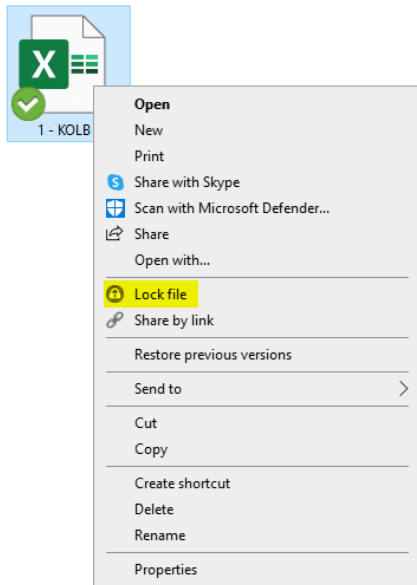 X
1 - KOLB
Open
New
Print
Share with Skype
Scan with Microsoft Defender...
Share
Open with...
Lock file
Share by link
Restore previous versions
Send to
Cut
Copy
Create shortcut
Delete
Rename
Properties